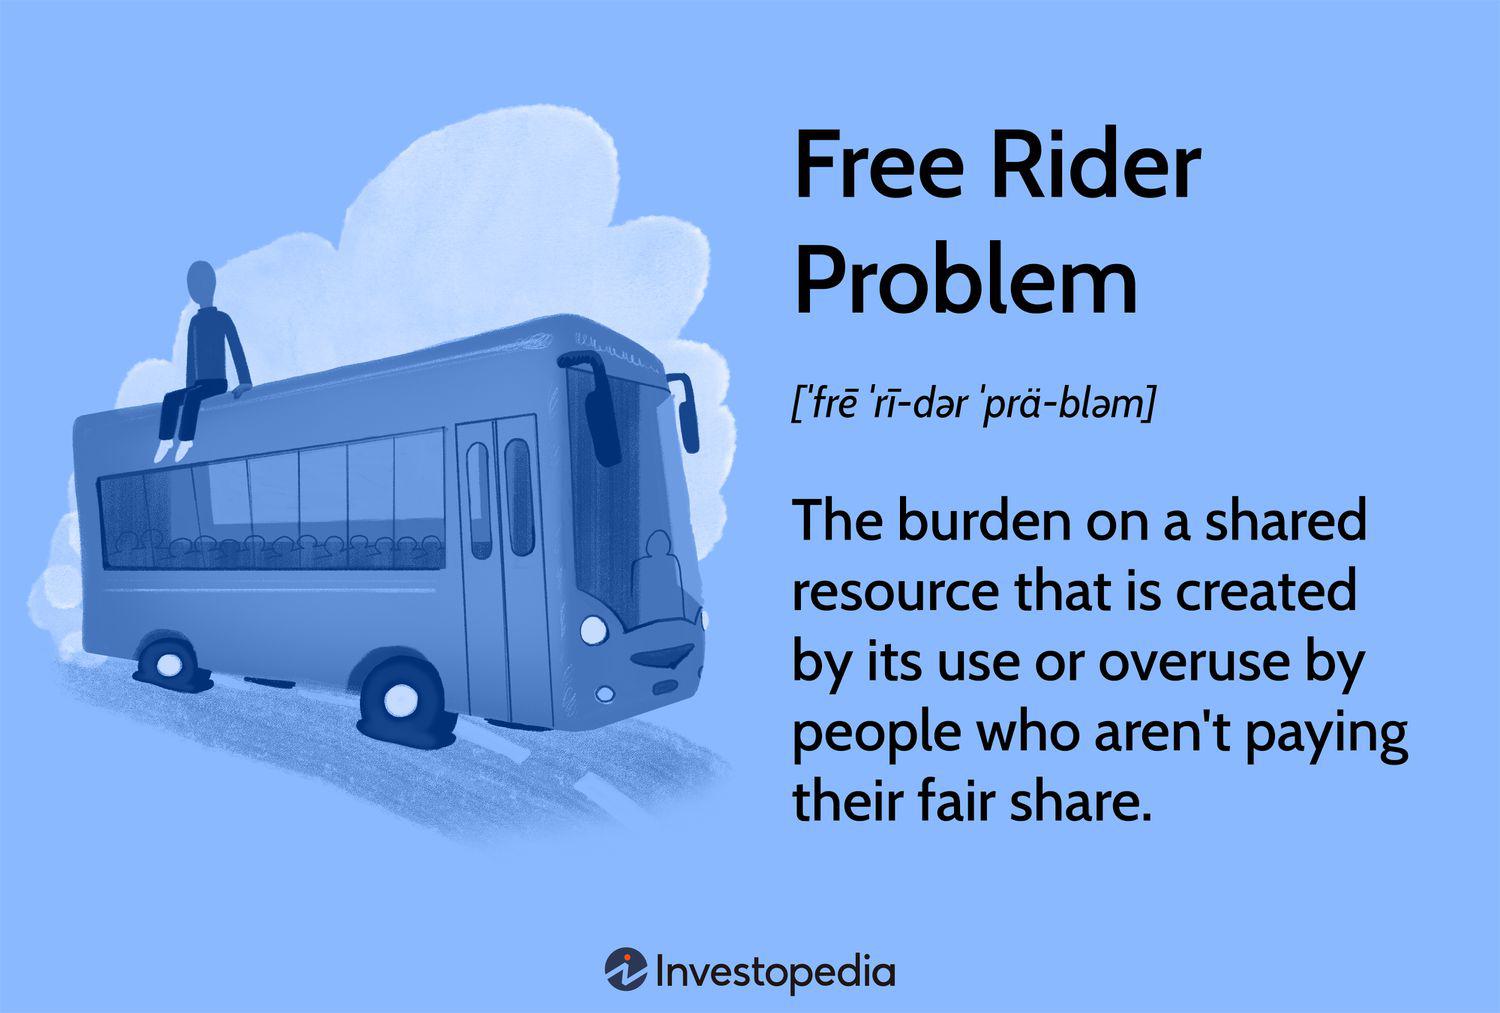 Free Rider
Problem
[ˈfrē ˈrī-dər ˈprä-bləm]
The burden on a shared
resource that is created
by its use or overuse by
people who aren't paying
their fair share.
Investopedia